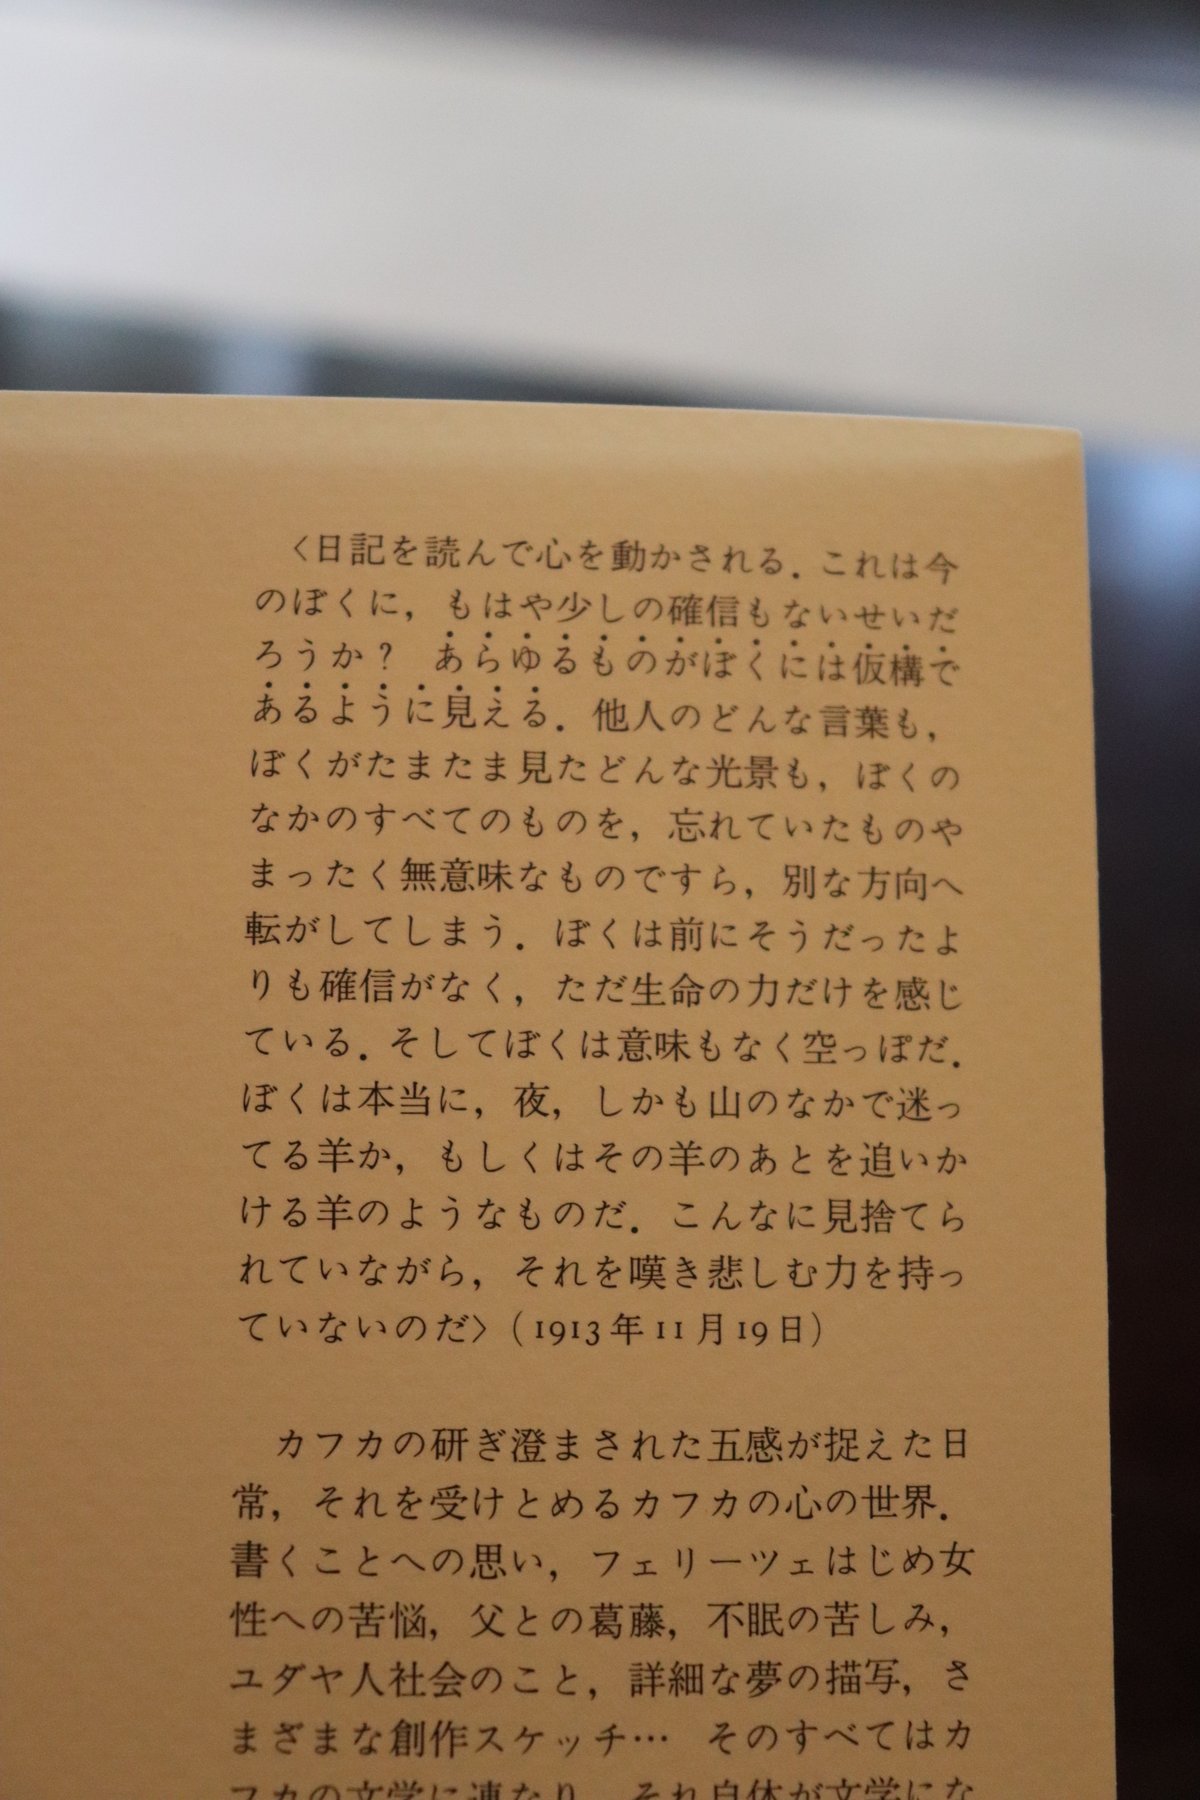 〈日記を読んで心を動かされる．これは今
のぼくに，もはや少しの確信もないせいだ
ろうか？　あらゆるものがぼくには仮構で
あるように見える．他人のどんな言葉も，
ぼくがたまたま見たどんな光景も，ぼくの
なかのすべてのものを，忘れていたものや
まったく無意味なものですら，別な方向へ
転がしてしまう．ぼくは前にそうだったよ
りも確信がなく，ただ生命の力だけを感じ
ている．そしてぼくは意味もなく空っぽだ．
ぼくは本当に，夜，しかも山のなかで迷っ
てる羊か，もしくはその羊のあとを追いか
ける羊のようなものだ．こんなに見捨てら
れていながら，それを嘆き悲しむ力を持っ
ていないのだ〉（1913年11月19日）
カフカの研ぎ澄まされた五感が捉えた日
常，それを受けとめるカフカの心の世界．
書くことへの思い，フェリーツェはじめ女
性への苦悩，父との葛藤，不眠の苦しみ，
ユダヤ人社会のこと，詳細な夢の描写，さ
まざまな創作スケッチ…　そのすべてはカ
フカの文学に連なり，それ自体が文学にな